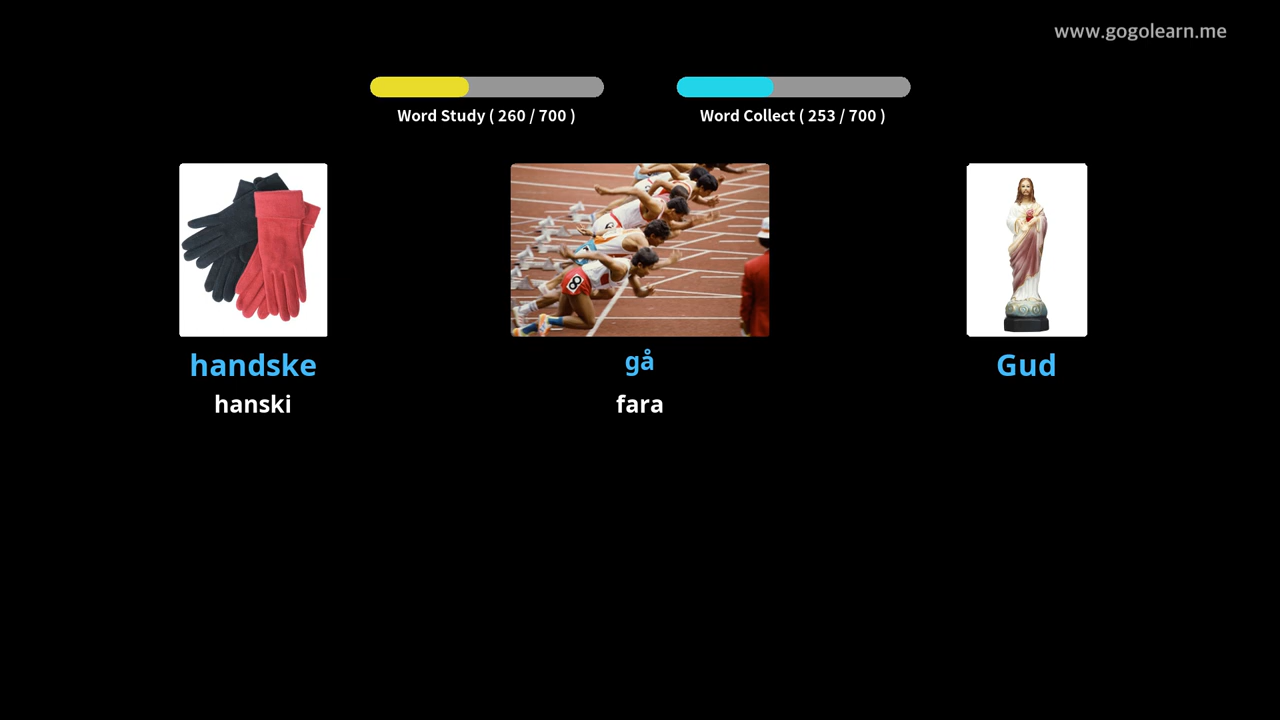 www.gogolearn.me
Word Study ( 260 / 700 )
Word Collect ( 253 / 700 )
handske
gå
Gud
hanski
fara